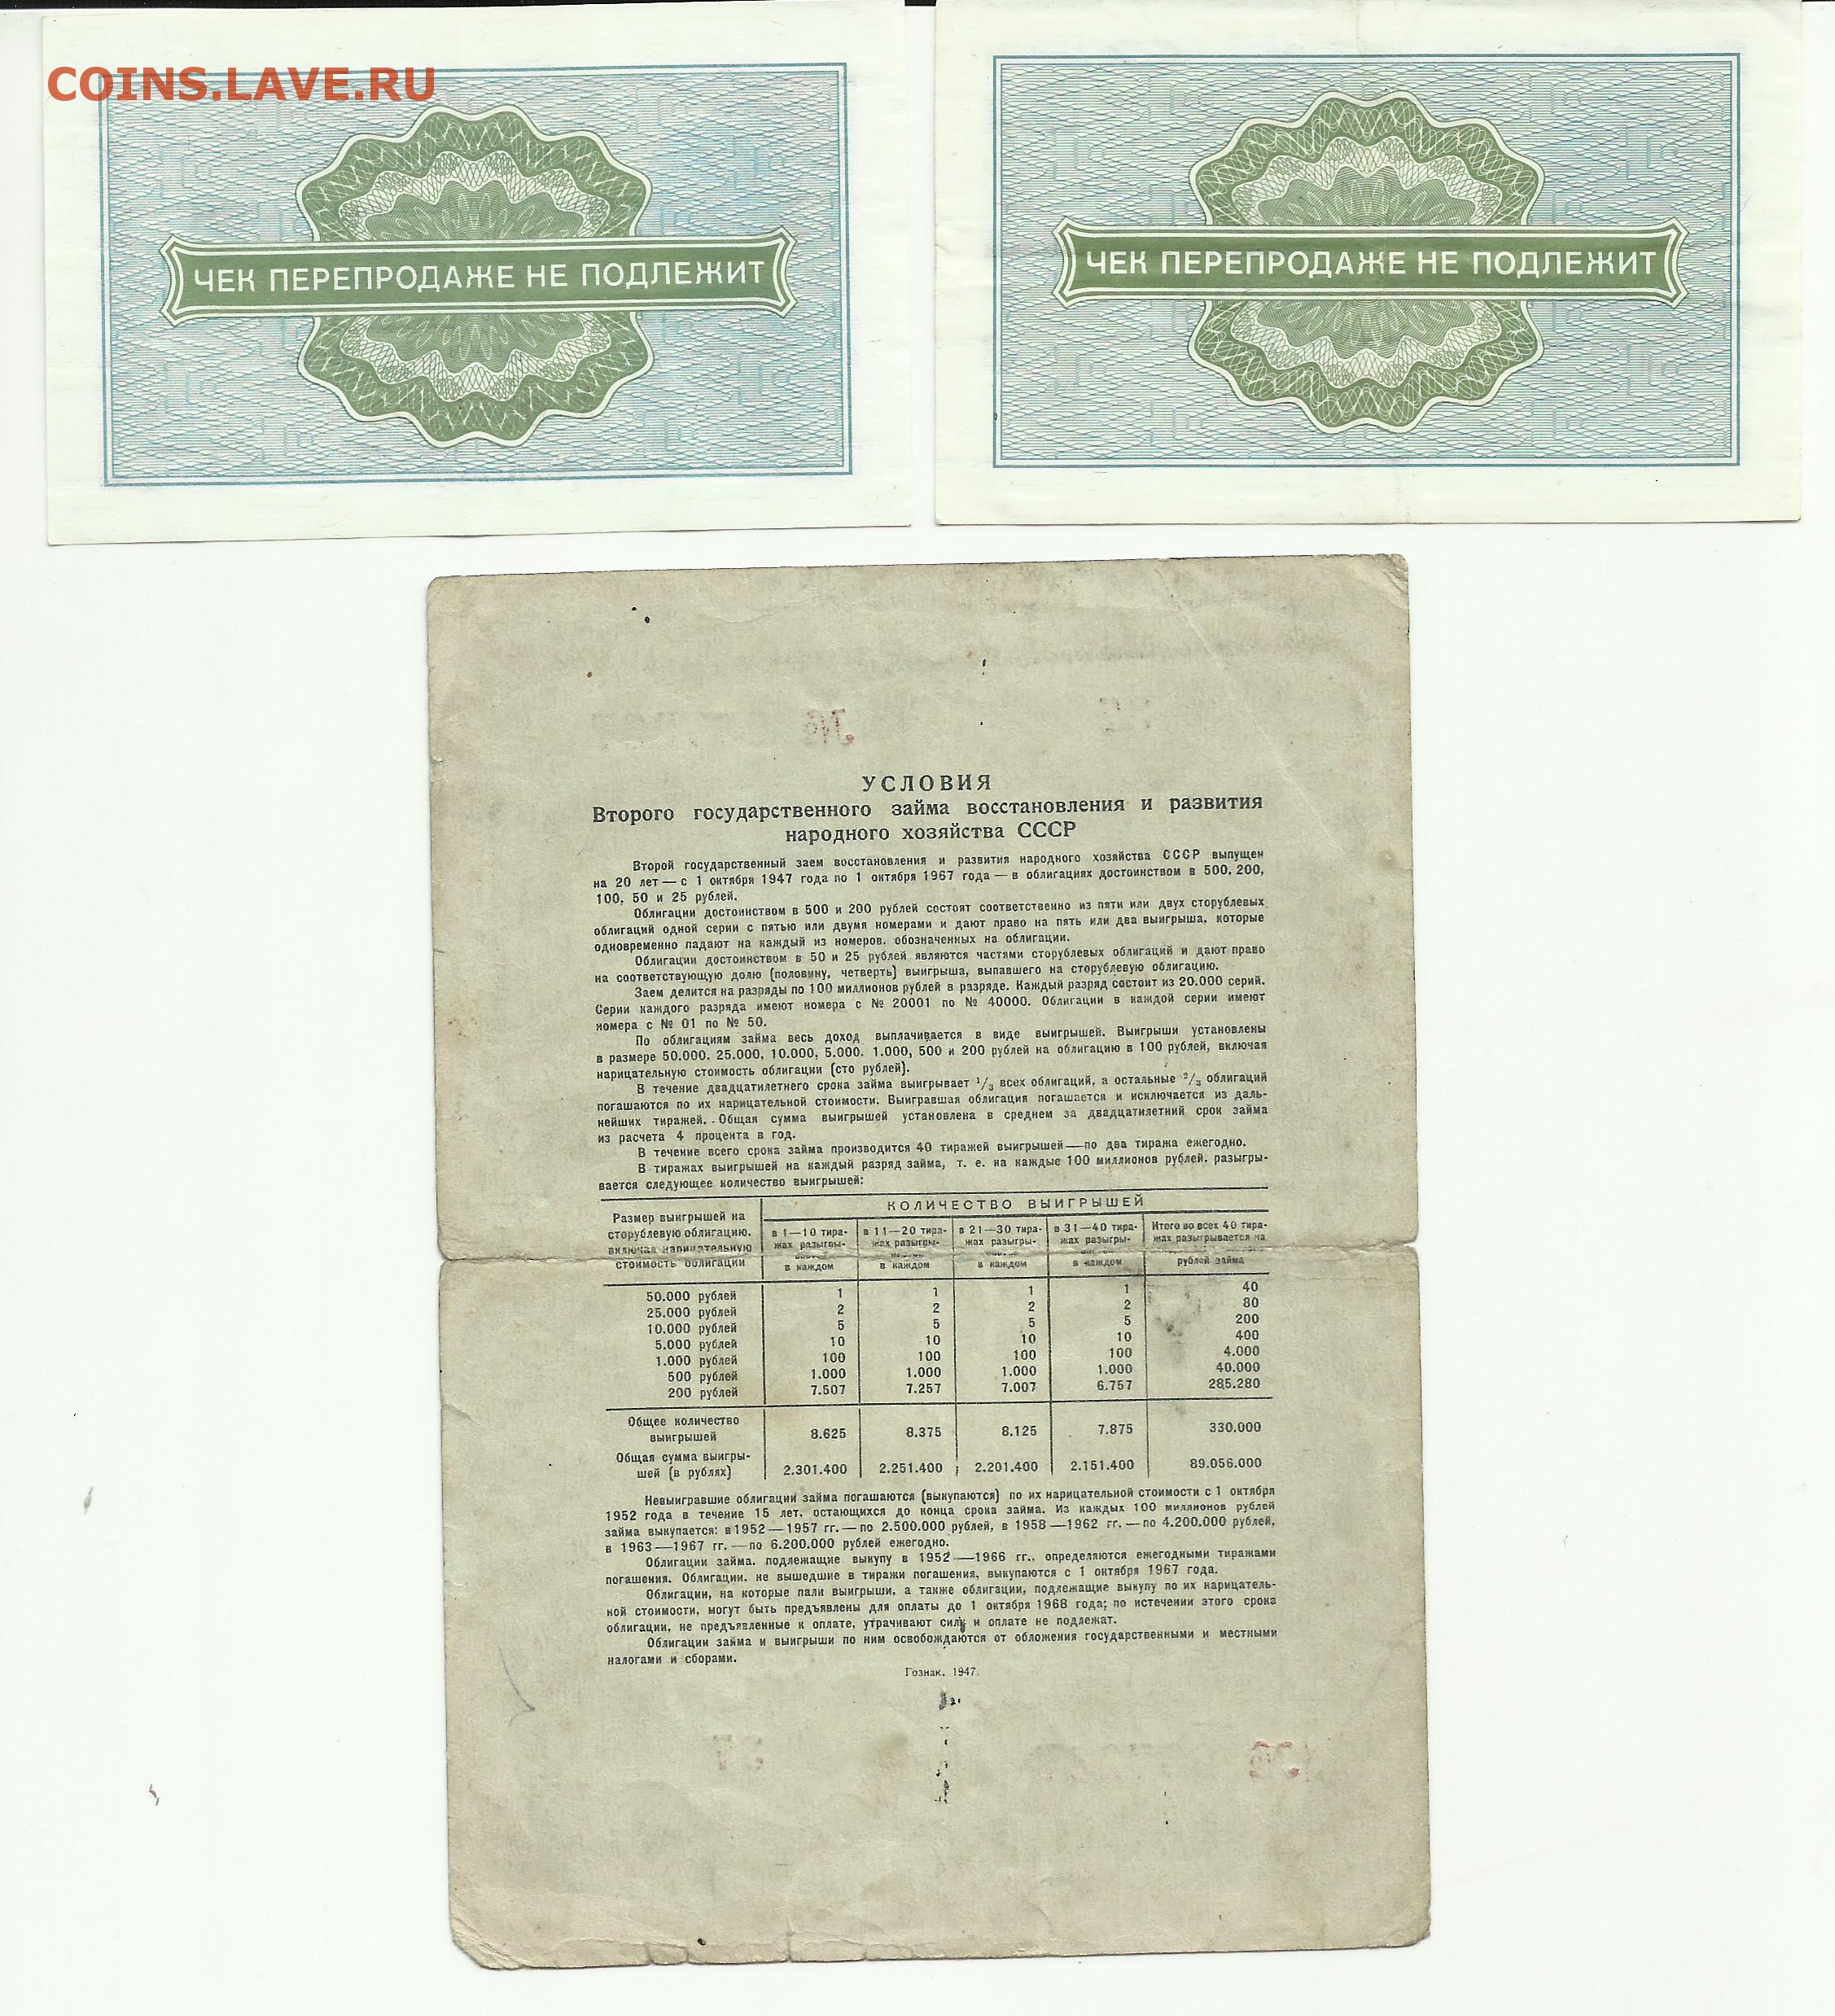 COINS.LAVE.RU
ЧЕК ПЕРЕПРОДАЖЕ НЕ ПОДЛЕЖИТ
ЧЕК ПЕРЕПРОДАЖЕ НЕ ПОДЛЕЖИТ
№
УСЛОВИЯ
Второго государственного займа восстановления и развития
народного хозяйства СССР
Второй государственный заем восстановления и развития народного хозяйства СССР выпущен
на 20 лет — с 1 октября 1947 года по 1 октября 1967 года — в облигациях достоинством в 500, 200,
100, 50 и 25 рублей.
Облигации достоинством в 500 и 200 рублей состоят соответственно из пяти или двух сторублевых
облигаций одной серии с пятью или двумя номерами и дают право на пять или два выигрыша, которые
одновременно падают на каждый из номеров, обозначенных на облигации.
Облигации достоинством в 50 и 25 рублей являются частями сторублевых облигаций и дают право
на соответствующую долю (половину, четверть) выигрыша, выпавшего на сторублевую облигацию.
Заем делится на разряды по 100 миллионов рублей в разряде. Каждый разряд состоит из 20.000 серий.
Серии каждого разряда имеют номера с № 20001 по № 40000. Облигации в каждой серии имеют
номера с № 01 по № 50.
По облигациям займа весь доход выплачивается в виде выигрышей. Выигрыши установлены
в размере 50.000, 25.000, 10.000, 5.000, 1.000, 500 и 200 рублей на облигацию в 100 рублей, включая
нарицательную стоимость облигации (сто рублей).
В течение двадцатилетнего срока займа выигрывает 1/3 всех облигаций, а остальные 2/3 облигаций
погашаются по их нарицательной стоимости. Выигравшая облигация погашается и исключается из даль-
нейших тиражей. Общая сумма выигрышей установлена в среднем за двадцатилетний срок займа
из расчета 4 процента в год.
В течение всего срока займа производится 40 тиражей выигрышей — по два тиража ежегодно.
В тиражах выигрышей на каждый разряд займа, т. е. на каждые 100 миллионов рублей, разыгры-
вается следующее количество выигрышей:
Размер выигрышей на
сторублевую облигацию,
включая нарицательную
стоимость облигации
КОЛИЧЕСТВО ВЫИГРЫШЕЙ
в 1—10 тира- в 11—20 тира- в 21—30 тира- в 31—40 тира- Итого во всех 40 тира-
жах разыгры- жах разыгры- жах разыгры- жах разыгры- жах разыгрывается на
в каждом в каждом в каждом в каждом рублей займа
50.000 рублей 1 1 1 1 40
25.000 рублей 2 2 2 2 80
10.000 рублей 5 5 5 5 200
5.000 рублей 10 10 10 10 400
1.000 рублей 100 100 100 100 4.000
500 рублей 1.000 1.000 1.000 1.000 40.000
200 рублей 7.507 7.257 7.007 6.757 285.280
Общее количество
выигрышей 8.625 8.375 8.125 7.875 330.000
Общая сумма выигры-
шей (в рублях) 2.301.400 2.251.400 2.201.400 2.151.400 89.056.000
Невыигравшие облигации займа погашаются (выкупаются) по их нарицательной стоимости с 1 октября
1952 года в течение 15 лет, остающихся до конца срока займа. Из каждых 100 миллионов рублей
займа выкупается: в 1952—1957 гг. — по 2.500.000 рублей, в 1958—1962 гг. — по 4.200.000 рублей,
в 1963—1967 гг. — по 6.200.000 рублей ежегодно.
Облигации займа, подлежащие выкупу в 1952—1966 гг., определяются ежегодными тиражами
погашения. Облигации, не вышедшие в тиражи погашения, выкупаются с 1 октября 1967 года.
Облигации, на которые пали выигрыши, а также облигации, подлежащие выкупу по их нарицатель-
ной стоимости, могут быть предъявлены для оплаты до 1 октября 1968 года; по истечении этого срока
облигации, не предъявленные к оплате, утрачивают силу и оплате не подлежат.
Облигации займа и выигрыши по ним освобождаются от обложения государственными и местными
налогами и сборами.
Гознак. 1947.